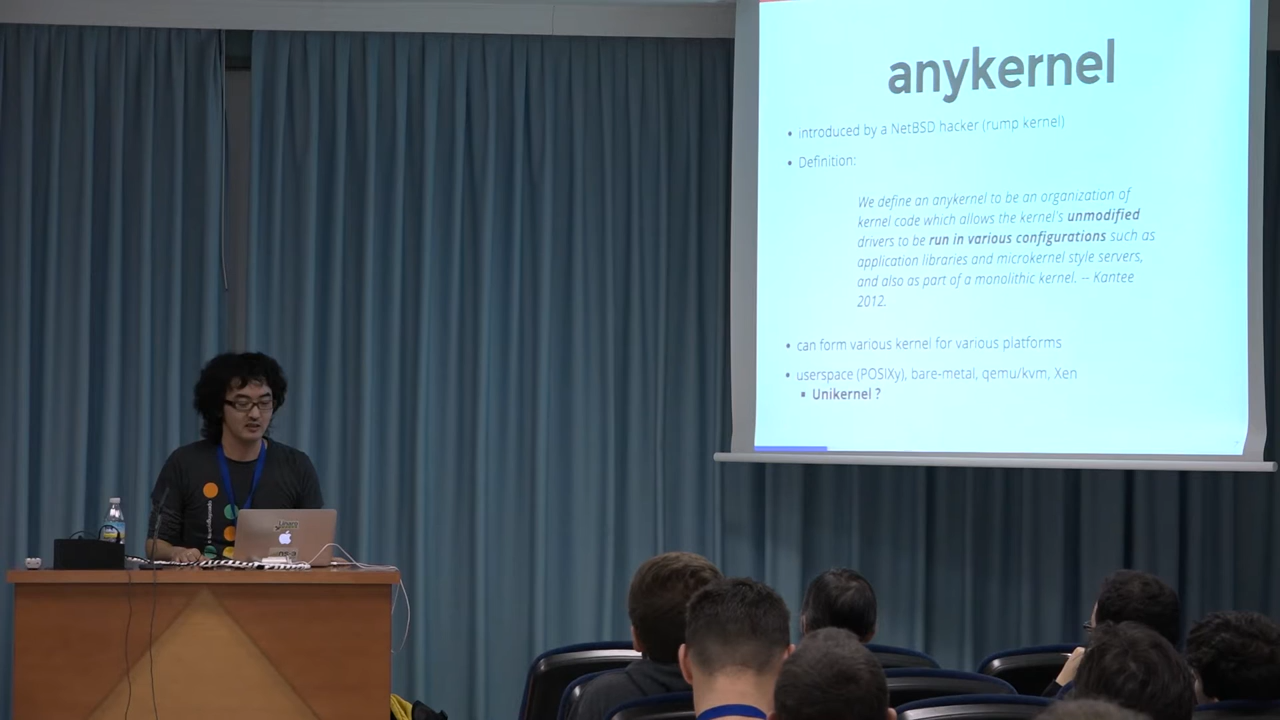 anykernel
• introduced by a NetBSD hacker (rump kernel)
• Definition:
We define an anykernel to be an organization of
kernel code which allows the kernel's unmodified
drivers to be run in various configurations such as
application libraries and microkernel style servers,
and also as part of a monolithic kernel. -- Kantee
2012.
• can form various kernel for various platforms
• userspace (POSIXy), bare-metal, qemu/kvm, Xen
▪ Unikernel ?